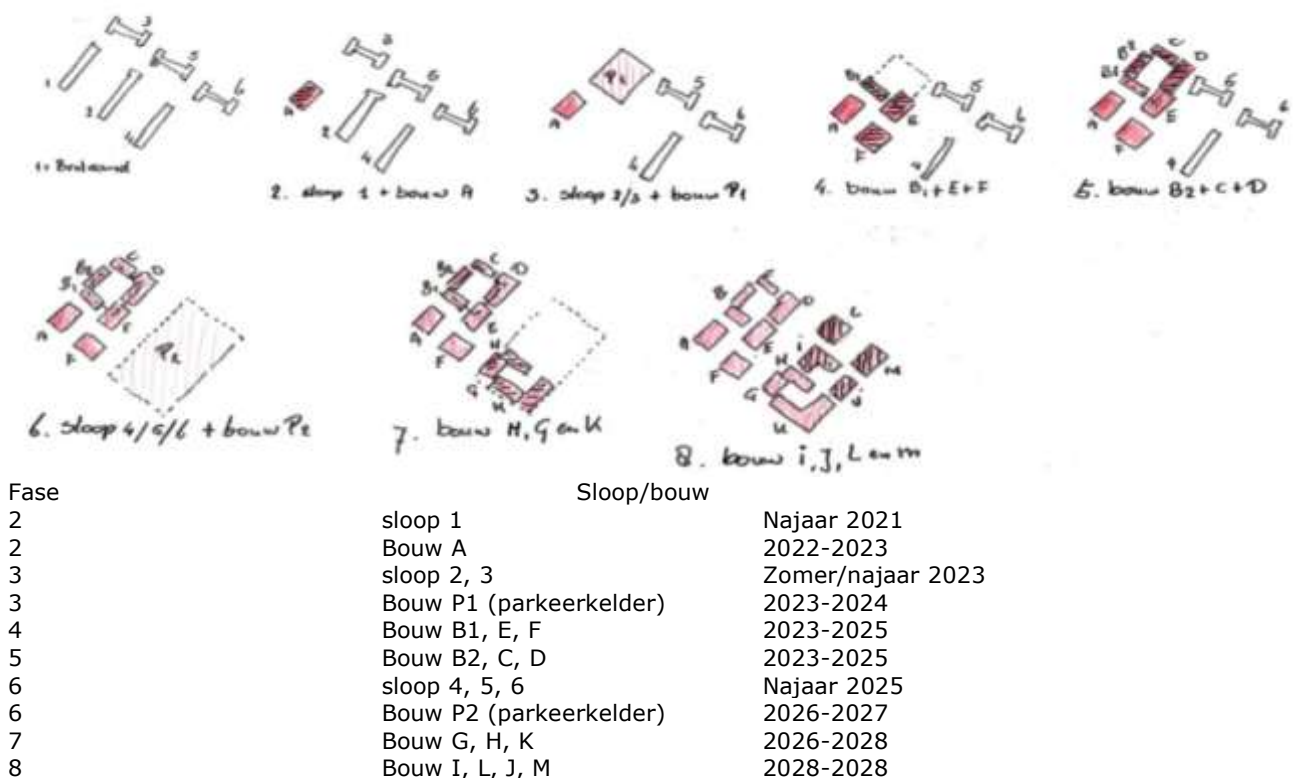 1. Bestaand
2. sloop 1 + bouw A
3. sloop 2/3 + bouw P1
4. bouw B1 + E + F
5. bouw B2 + C + D
6. sloop 4/5/6 + bouw P2
7. bouw H, G en K
8. bouw i, J, L en m
Fase Sloop/bouw
2 sloop 1 Najaar 2021
2 Bouw A 2022-2023
3 sloop 2, 3 Zomer/najaar 2023
3 Bouw P1 (parkeerkelder) 2023-2024
4 Bouw B1, E, F 2023-2025
5 Bouw B2, C, D 2023-2025
6 sloop 4, 5, 6 Najaar 2025
6 Bouw P2 (parkeerkelder) 2026-2027
7 Bouw G, H, K 2026-2028
8 Bouw I, L, J, M 2028-2028